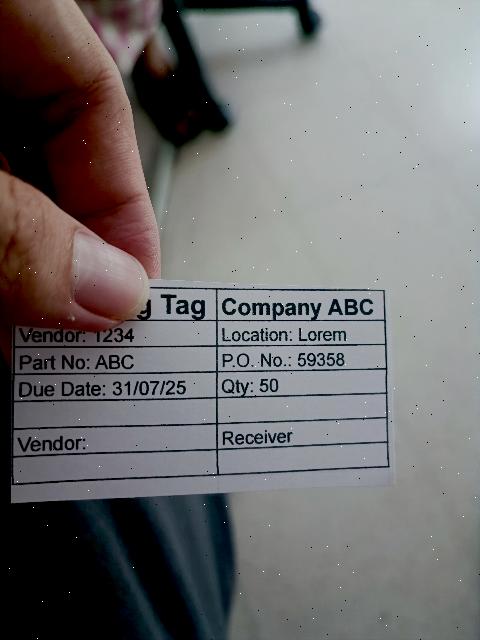 Tag Company ABC
Vendor: 1234 Location: Lorem
Part No: ABC P.O. No.: 59358
Due Date: 31/07/25 Qty: 50
Vendor: Receiver